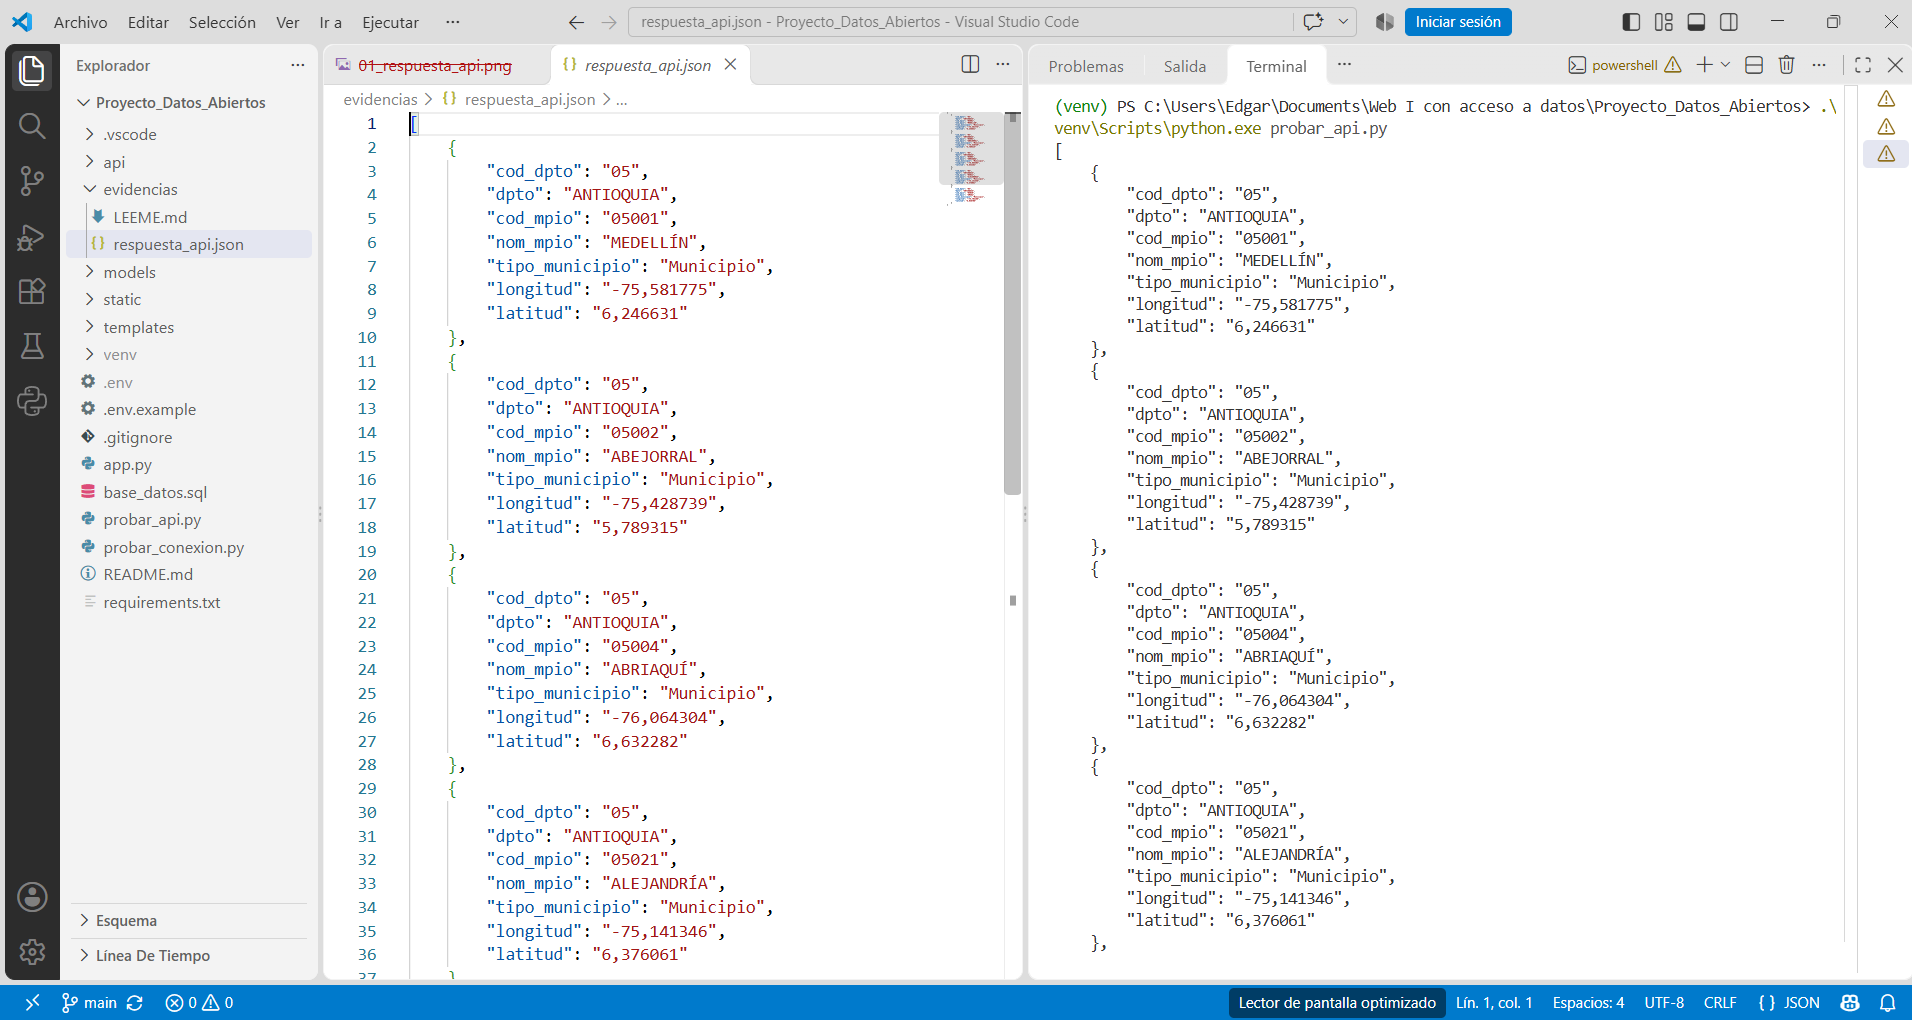 Archivo Editar Selección Ver Ir a Ejecutar ··· respuesta_api.json - Proyecto_Datos_Abiertos - Visual Studio Code Iniciar sesión
Explorador
Proyecto_Datos_Abiertos
.vscode
api
evidencias
LEEME.md
respuesta_api.json
models
static
templates
venv
.env
.env.example
.gitignore
app.py
base_datos.sql
probar_api.py
probar_conexion.py
README.md
requirements.txt
Esquema
Línea De Tiempo
01_respuesta_api.png {} respuesta_api.json
evidencias > {} respuesta_api.json > ...
1 [
2 {
3 "cod_dpto": "05",
4 "dpto": "ANTIOQUIA",
5 "cod_mpio": "05001",
6 "nom_mpio": "MEDELLÍN",
7 "tipo_municipio": "Municipio",
8 "longitud": "-75,581775",
9 "latitud": "6,246631"
10 },
11 {
12 "cod_dpto": "05",
13 "dpto": "ANTIOQUIA",
14 "cod_mpio": "05002",
15 "nom_mpio": "ABEJORRAL",
16 "tipo_municipio": "Municipio",
17 "longitud": "-75,428739",
18 "latitud": "5,789315"
19 },
20 {
21 "cod_dpto": "05",
22 "dpto": "ANTIOQUIA",
23 "cod_mpio": "05004",
24 "nom_mpio": "ABRIAQUÍ",
25 "tipo_municipio": "Municipio",
26 "longitud": "-76,064304",
27 "latitud": "6,632282"
28 },
29 {
30 "cod_dpto": "05",
31 "dpto": "ANTIOQUIA",
32 "cod_mpio": "05021",
33 "nom_mpio": "ALEJANDRÍA",
34 "tipo_municipio": "Municipio",
35 "longitud": "-75,141346",
36 "latitud": "6,376061"
37 }
Problemas Salida Terminal ··· powershell
(venv) PS C:\Users\Edgar\Documents\Web I con acceso a datos\Proyecto_Datos_Abiertos> .\
venv\Scripts\python.exe probar_api.py
[
{
"cod_dpto": "05",
"dpto": "ANTIOQUIA",
"cod_mpio": "05001",
"nom_mpio": "MEDELLÍN",
"tipo_municipio": "Municipio",
"longitud": "-75,581775",
"latitud": "6,246631"
},
{
"cod_dpto": "05",
"dpto": "ANTIOQUIA",
"cod_mpio": "05002",
"nom_mpio": "ABEJORRAL",
"tipo_municipio": "Municipio",
"longitud": "-75,428739",
"latitud": "5,789315"
},
{
"cod_dpto": "05",
"dpto": "ANTIOQUIA",
"cod_mpio": "05004",
"nom_mpio": "ABRIAQUÍ",
"tipo_municipio": "Municipio",
"longitud": "-76,064304",
"latitud": "6,632282"
},
{
"cod_dpto": "05",
"dpto": "ANTIOQUIA",
"cod_mpio": "05021",
"nom_mpio": "ALEJANDRÍA",
"tipo_municipio": "Municipio",
"longitud": "-75,141346",
"latitud": "6,376061"
},
main 0 0 Lector de pantalla optimizado Lín. 1, col. 1 Espacios: 4 UTF-8 CRLF {} JSON